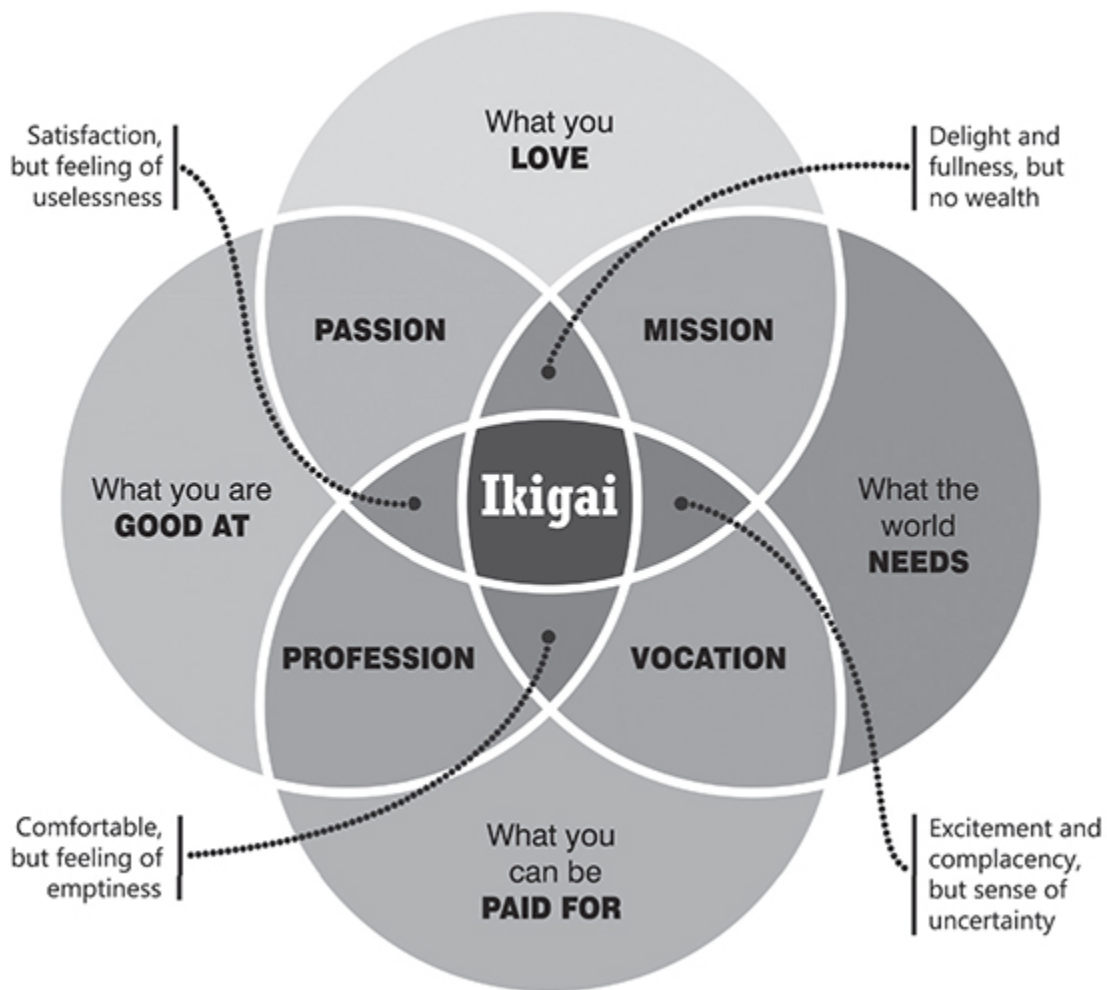 What you
LOVE
Satisfaction,
but feeling of
uselessness
Delight and
fullness, but
no wealth
PASSION
MISSION
What you are
GOOD AT
Ikigai
What the
world
NEEDS
PROFESSION
VOCATION
Comfortable,
but feeling of
emptiness
What you
can be
PAID FOR
Excitement and
complacency,
but sense of
uncertainty